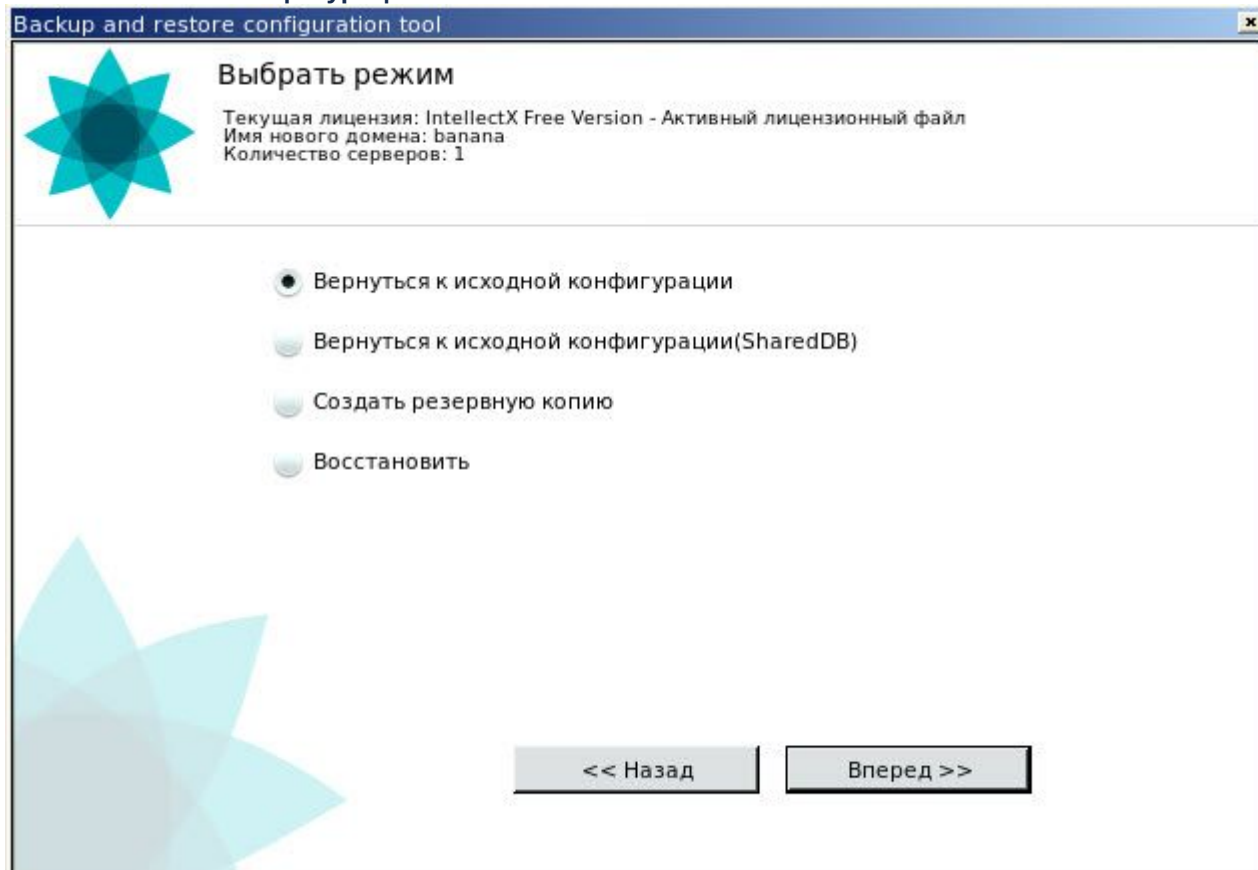 Backup and restore configuration tool
Выбрать режим
Текущая лицензия: IntellectX Free Version - Активный лицензионный файл
Имя нового домена: banana
Количество серверов: 1
Вернуться к исходной конфигурации
Вернуться к исходной конфигурации(SharedDB)
Создать резервную копию
Восстановить
<< Назад
Вперед >>